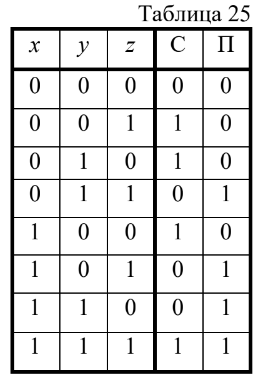 Таблица 25
x y z С П
0 0 0 0 0
0 0 1 1 0
0 1 0 1 0
0 1 1 0 1
1 0 0 1 0
1 0 1 0 1
1 1 0 0 1
1 1 1 1 1